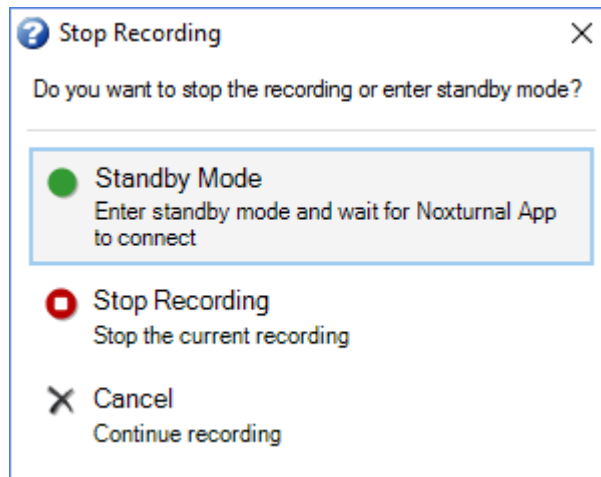 Stop Recording
Do you want to stop the recording or enter standby mode?
Standby Mode
Enter standby mode and wait for Noxturnal App
to connect
Stop Recording
Stop the current recording
Cancel
Continue recording